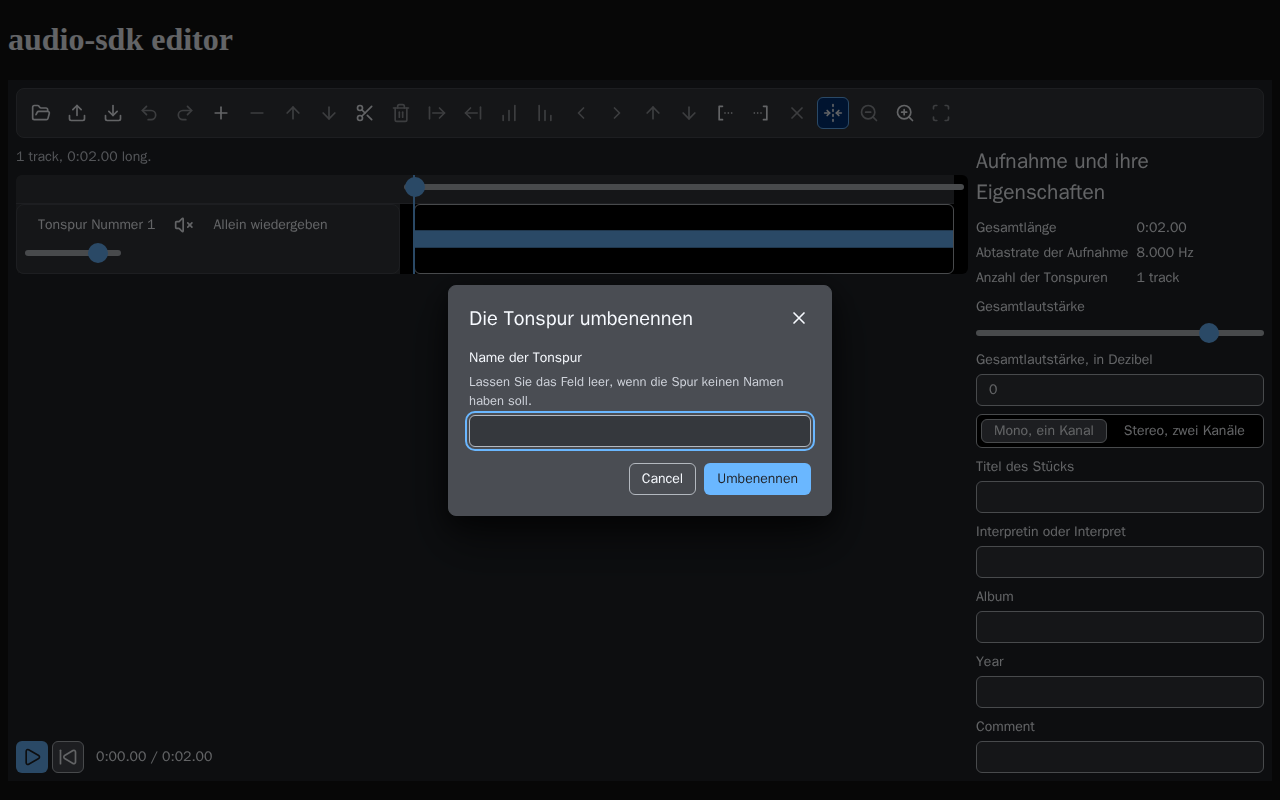 audio-sdk editor
1 track, 0:02.00 long.
Tonspur Nummer 1
Allein wiedergeben
Die Tonspur umbenennen
Name der Tonspur
Lassen Sie das Feld leer, wenn die Spur keinen Namen
haben soll.
Cancel
Umbenennen
Aufnahme und ihre
Eigenschaften
Gesamtlänge 0:02.00
Abtastrate der Aufnahme 8.000 Hz
Anzahl der Tonspuren 1 track
Gesamtlautstärke
Gesamtlautstärke, in Dezibel
0
Mono, ein Kanal Stereo, zwei Kanäle
Titel des Stücks
Interpretin oder Interpret
Album
Year
Comment
0:00.00 / 0:02.00